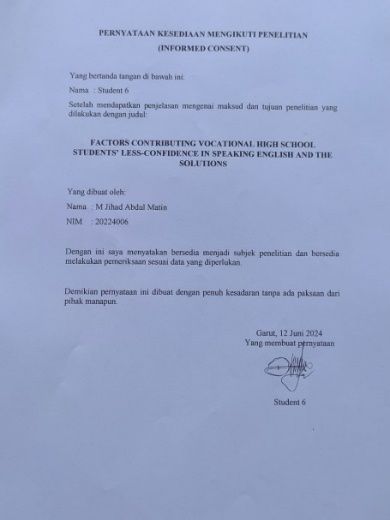 PERNYATAAN KESEDIAAN MENGIKUTI PENELITIAN
(INFORMED CONSENT)
Yang bertanda tangan di bawah ini:
Nama : Student 6
Setelah mendapatkan penjelasan mengenai maksud dan tujuan penelitian yang
dilakukan dengan judul:
FACTORS CONTRIBUTING VOCATIONAL HIGH SCHOOL
STUDENTS' LESS-CONFIDENCE IN SPEAKING ENGLISH AND THE
SOLUTIONS
Yang dibuat oleh:
Nama : M Jihad Abdal Matin
NIM : 20224006
Dengan ini saya menyatakan bersedia menjadi subjek penelitian dan bersedia
melakukan pemeriksaan sesuai data yang diperlukan.
Demikian pernyataan ini dibuat dengan penuh kesadaran tanpa ada paksaan dari
pihak manapun.
Garut, 12 Juni 2024
Yang membuat pernyataan
Student 6